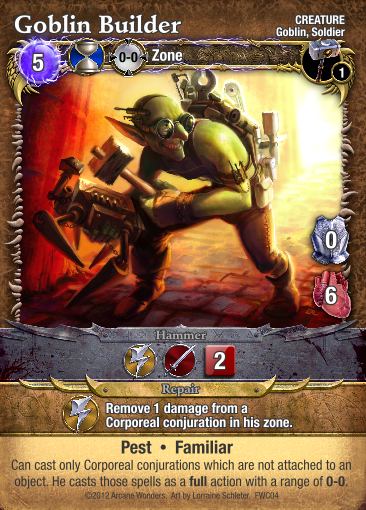 Goblin Builder
CREATURE
Goblin, Soldier
5
0-0
Zone
1
0
6
Hammer
2
Repair
Remove 1 damage from a
Corporeal conjuration in his zone.
Pest • Familiar
Can cast only Corporeal conjurations which are not attached to an
object. He casts those spells as a full action with a range of 0-0.
©2012 Arcane Wonders. Art by Lorraine Schleter. FWC04